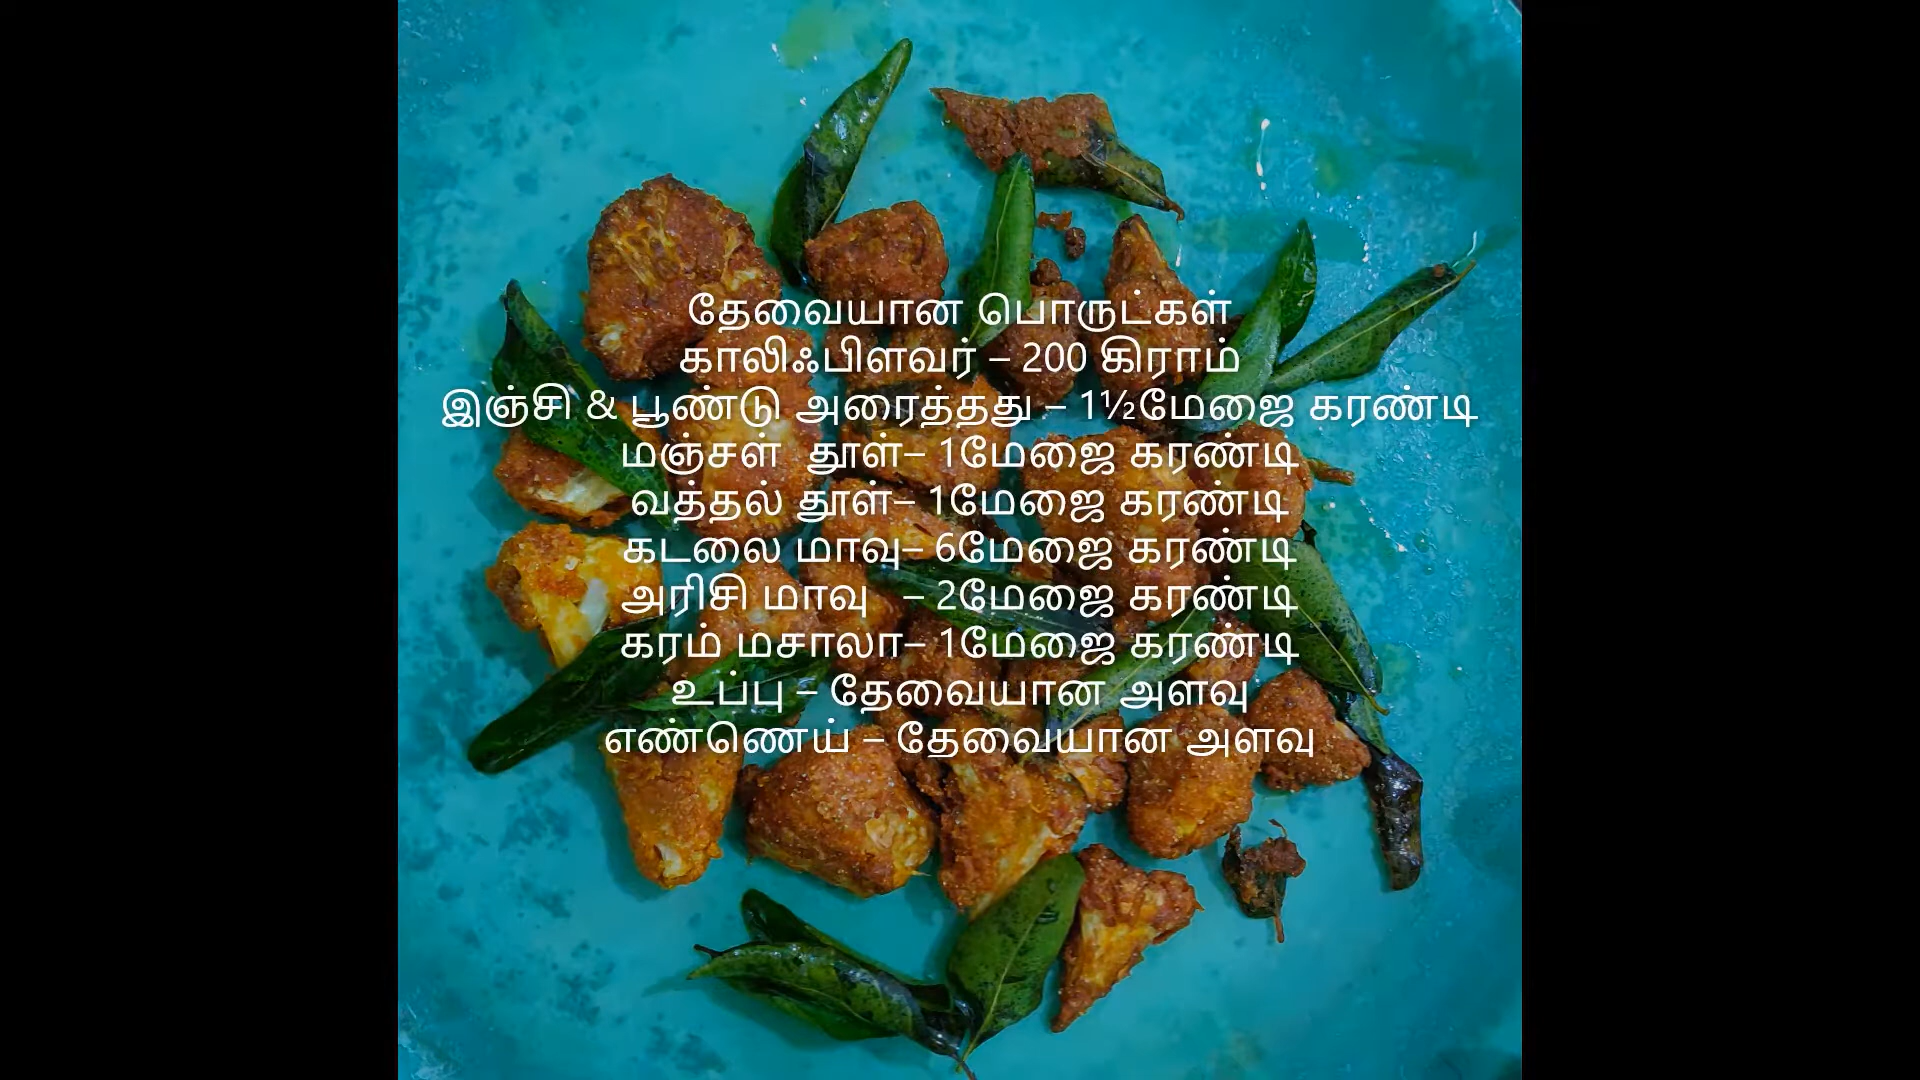 தேவையான பொருட்கள்
காலிஃபிளவர் – 200 கிராம்
இஞ்சி & பூண்டு அரைத்தது – 1½மேஜை கரண்டி
மஞ்சள் தூள்– 1மேஜை கரண்டி
வத்தல் தூள்– 1மேஜை கரண்டி
கடலை மாவு– 6மேஜை கரண்டி
அரிசி மாவு – 2மேஜை கரண்டி
கரம் மசாலா– 1மேஜை கரண்டி
உப்பு – தேவையான அளவு
எண்ணெய் – தேவையான அளவு